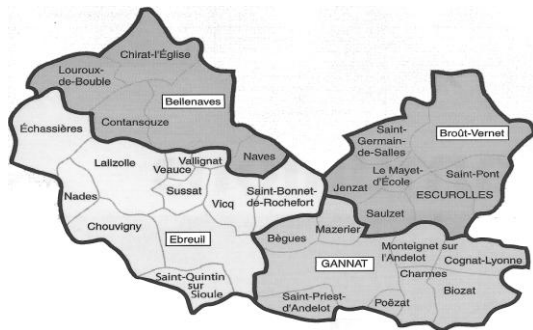 Chirat-l'Église
Louroux-
de-Bouble
Bellenaves
Contansouze
Échassières
Naves
Lalizolle
Vallignat
Veauce
Sussat
Saint-Bonnet-
de-Rochefort
Vicq
Nades
Chouvigny
Ebreuil
Saint-Quintin
sur
Sioule
Saint-
Germain-
de-Salles
Broût-Vernet
Le Mayet-
d'École
Saint-Pont
Jenzat
ESCUROLLES
Saulzet
Mazerier
Bègues
Monteignet sur
l'Andelot
Cognat-Lyonne
GANNAT
Charmes
Biozat
Saint-Priest-
d'Andelot
Poëzat